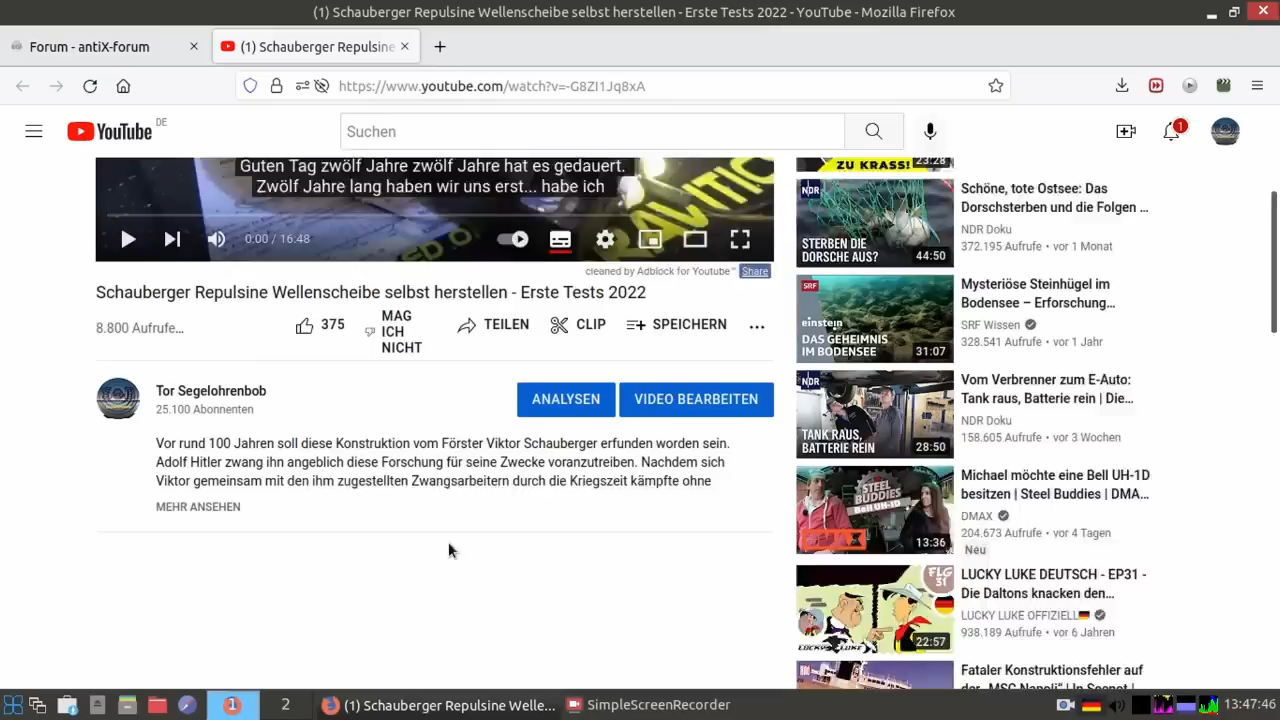 (1) Schauberger Repulsine Wellenscheibe selbst herstellen - Erste Tests 2022 - YouTube - Mozilla Firefox
Forum - antiX-forum
(1) Schauberger Repulsine
https://www.youtube.com/watch?v=-G8ZI1Jq8xA
YouTube DE
Suchen
1
Guten Tag zwölf Jahre zwölf Jahre hat es gedauert.
Zwölf Jahre lang haben wir uns erst... habe ich
0:00 / 16:48
cleaned by Adblock for Youtube™ Share
Schauberger Repulsine Wellenscheibe selbst herstellen - Erste Tests 2022
8.800 Aufrufe…
375
MAG
ICH
NICHT
TEILEN
CLIP
SPEICHERN
Tor Segelohrenbob
25.100 Abonnenten
ANALYSEN
VIDEO BEARBEITEN
Vor rund 100 Jahren soll diese Konstruktion vom Förster Viktor Schauberger erfunden worden sein.
Adolf Hitler zwang ihn angeblich diese Forschung für seine Zwecke voranzutreiben. Nachdem sich
Viktor gemeinsam mit den ihm zugestellten Zwangsarbeitern durch die Kriegszeit kämpfte ohne
MEHR ANSEHEN
ZU KRASS!
23:28
NDR
STERBEN DIE
DORSCHE AUS?
44:50
Schöne, tote Ostsee: Das
Dorschsterben und die Folgen ...
NDR Doku
372.195 Aufrufe • vor 1 Monat
SRF
einstein
DAS GEHEIMNIS
IM BODENSEE
31:07
Mysteriöse Steinhügel im
Bodensee – Erforschung...
SRF Wissen
328.541 Aufrufe • vor 1 Jahr
NDR
TANK RAUS,
BATTERIE REIN
28:50
Vom Verbrenner zum E-Auto:
Tank raus, Batterie rein | Die...
NDR Doku
158.605 Aufrufe • vor 3 Wochen
STEEL
BUDDIES
Bell UH-1D
13:36
Michael möchte eine Bell UH-1D
besitzen | Steel Buddies | DMA...
DMAX
204.673 Aufrufe • vor 4 Tagen
Neu
FLG
31
LUCKY LUKE
22:57
LUCKY LUKE DEUTSCH - EP31 -
Die Daltons knacken den...
LUCKY LUKE OFFIZIELL
938.189 Aufrufe • vor 6 Jahren
Fataler Konstruktionsfehler auf
1
2
(1) Schauberger Repulsine Welle...
SimpleScreenRecorder
13:47:46